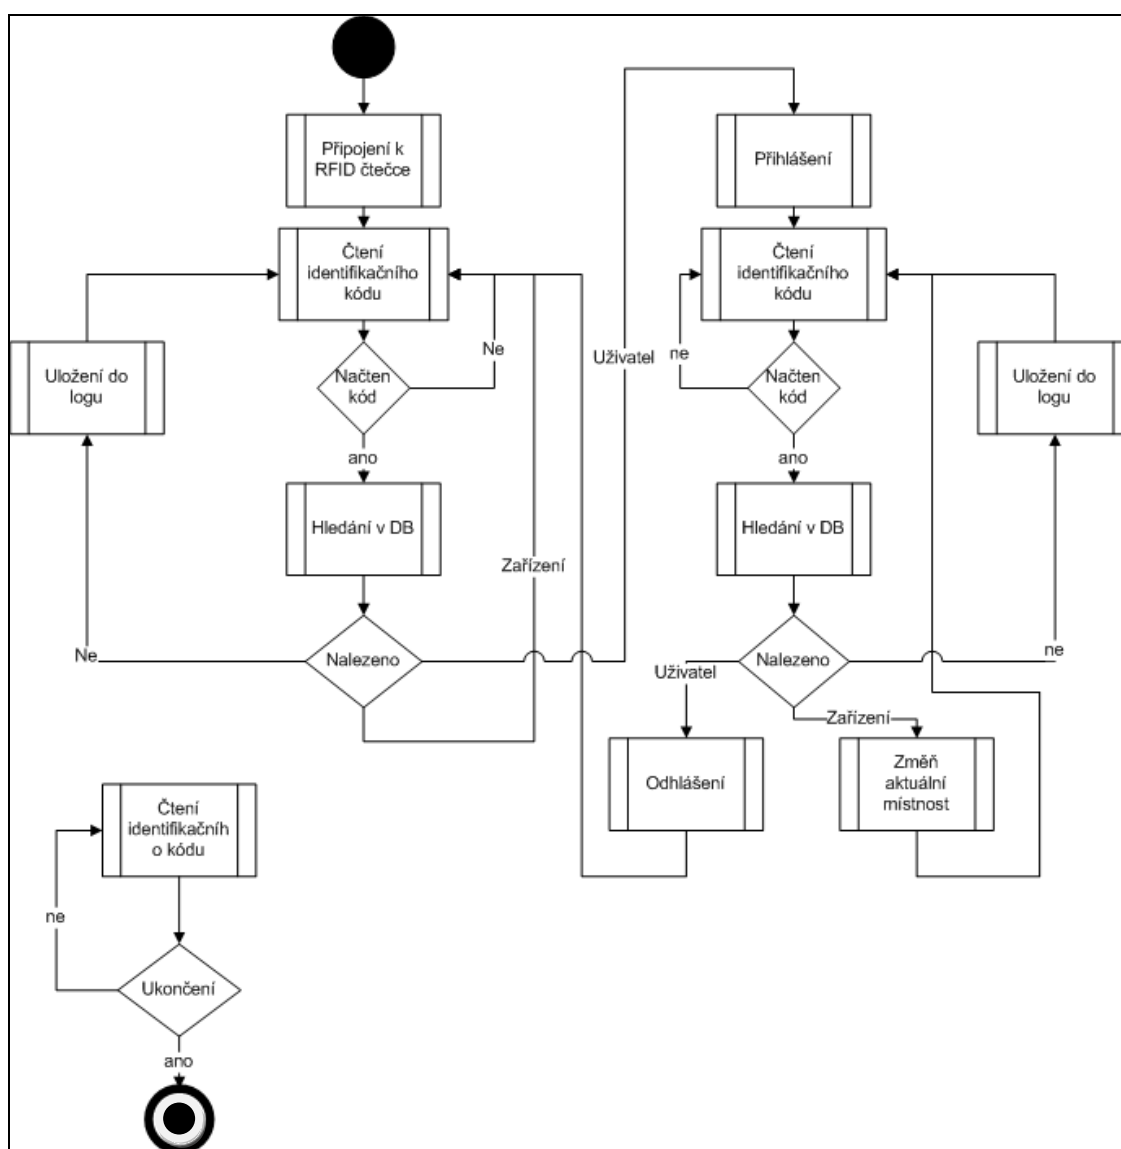 Připojení k
RFID čtečce
Přihlášení
Čtení
identifikačního
kódu
Čtení
identifikačního
kódu
Ne
Uživatel
ne
Uložení do
logu
Načten
kód
Načten
kód
Uložení do
logu
ano
ano
Hledání v DB
Hledání v DB
Zařízení
Ne
Nalezeno
Nalezeno
ne
Uživatel
Zařízení
Odhlášení
Změň
aktuální
místnost
Čtení
identifikačníh
o kódu
ne
Ukončení
ano